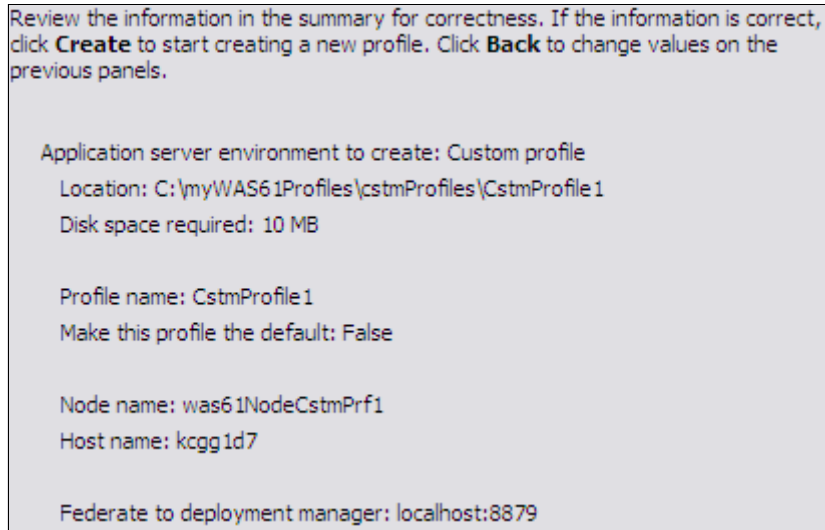 Review the information in the summary for correctness. If the information is correct,
click Create to start creating a new profile. Click Back to change values on the
previous panels.
Application server environment to create: Custom profile
Location: C:\myWAS61Profiles\cstmProfiles\CstmProfile1
Disk space required: 10 MB
Profile name: CstmProfile1
Make this profile the default: False
Node name: was61NodeCstmPrf1
Host name: kcgg1d7
Federate to deployment manager: localhost:8879